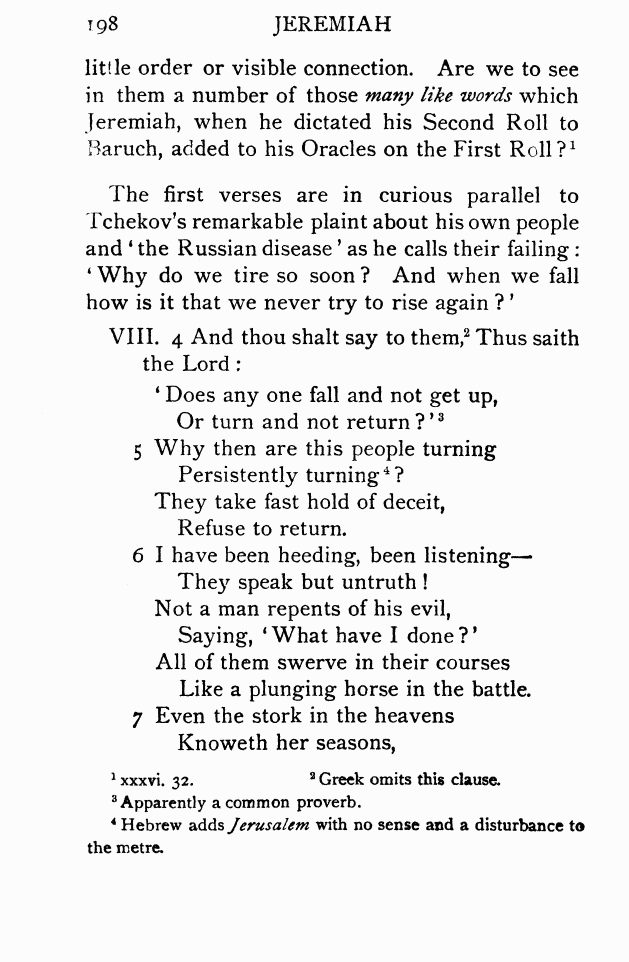 198 JEREMIAH
little order or visible connection. Are we to see
in them a number of those many like words which
Jeremiah, when he dictated his Second Roll to
Baruch, added to his Oracles on the First Roll?¹
The first verses are in curious parallel to
Tchekov's remarkable plaint about his own people
and ‘the Russian disease’ as he calls their failing:
‘Why do we tire so soon? And when we fall
how is it that we never try to rise again?’
VIII. 4 And thou shalt say to them,² Thus saith
the Lord:
‘Does any one fall and not get up,
Or turn and not return?’³
5 Why then are this people turning
Persistently turning⁴?
They take fast hold of deceit,
Refuse to return.
6 I have been heeding, been listening—
They speak but untruth!
Not a man repents of his evil,
Saying, ‘What have I done?’
All of them swerve in their courses
Like a plunging horse in the battle.
7 Even the stork in the heavens
Knoweth her seasons,
¹ xxxvi. 32. ² Greek omits this clause.
³ Apparently a common proverb.
⁴ Hebrew adds Jerusalem with no sense and a disturbance to
the metre.